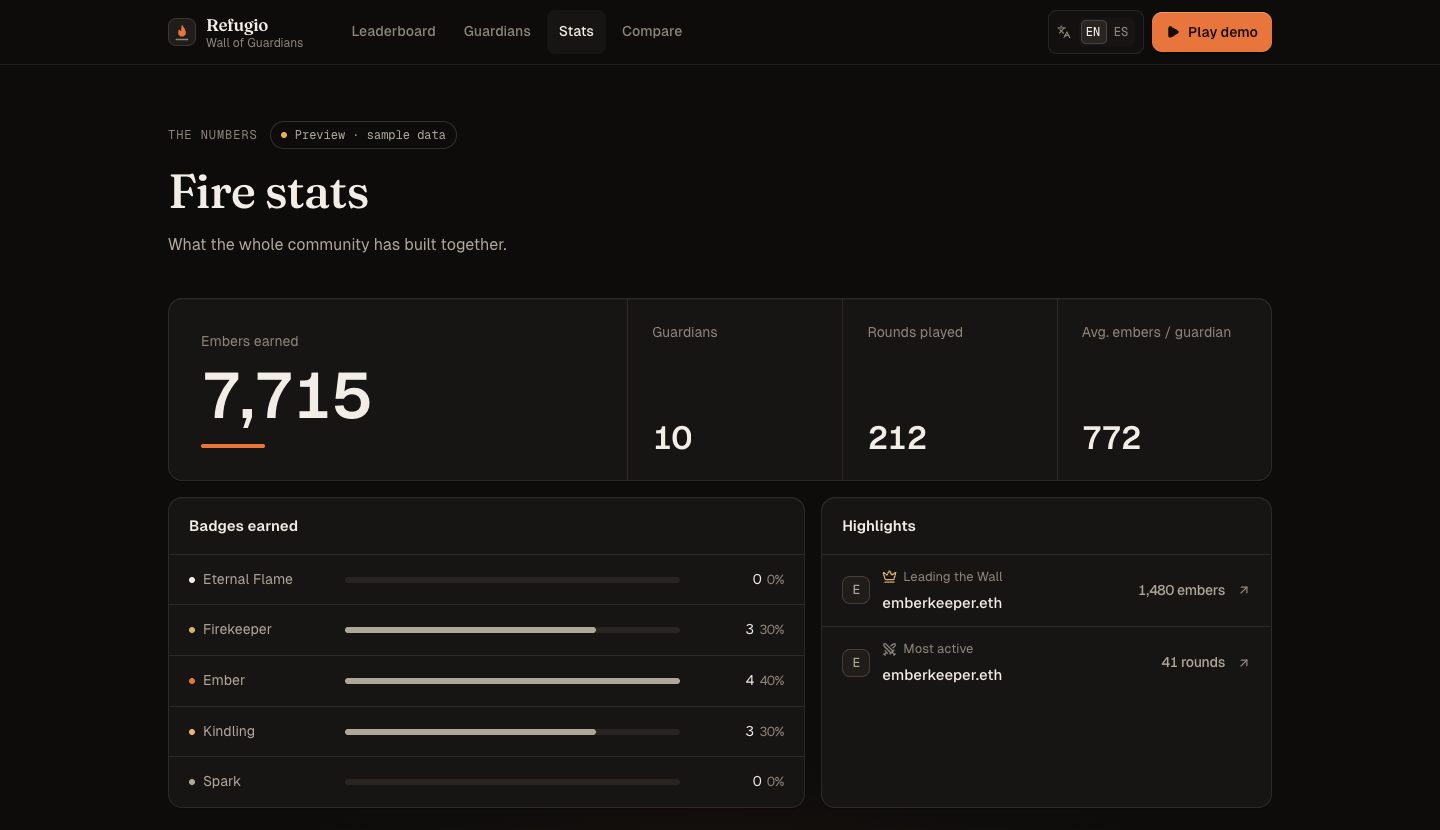 Refugio
Wall of Guardians
Leaderboard
Guardians
Stats
Compare
EN
ES
Play demo
THE NUMBERS
Preview · sample data
Fire stats
What the whole community has built together.
Embers earned
7,715
Guardians
10
Rounds played
212
Avg. embers / guardian
772
Badges earned
Eternal Flame 0 0%
Firekeeper 3 30%
Ember 4 40%
Kindling 3 30%
Spark 0 0%
Highlights
E
Leading the Wall
emberkeeper.eth
1,480 embers
E
Most active
emberkeeper.eth
41 rounds